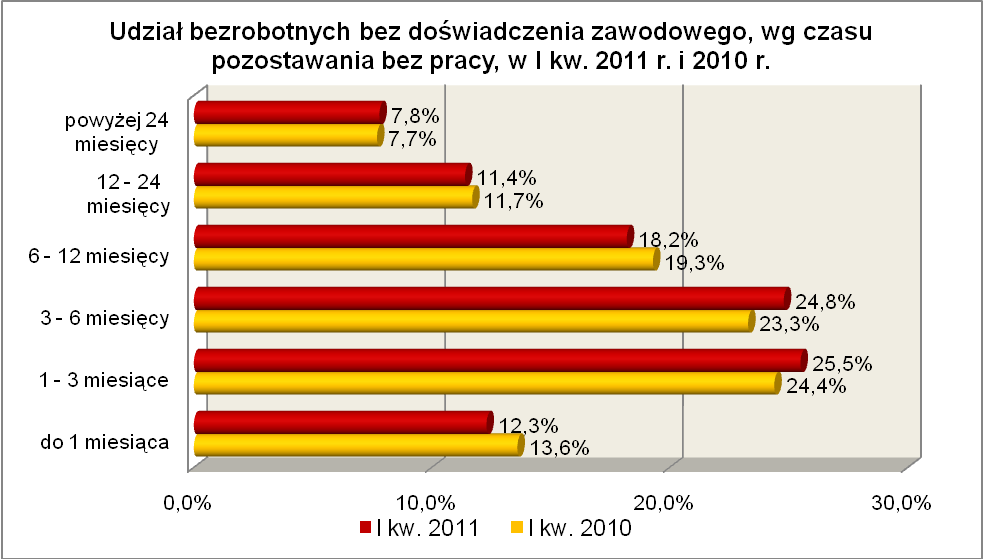 Udział bezrobotnych bez doświadczenia zawodowego, wg czasu
pozostawania bez pracy, w I kw. 2011 r. i 2010 r.
powyżej 24
miesięcy
7,8%
7,7%
12 - 24
miesięcy
11,4%
11,7%
6 - 12 miesięcy
18,2%
19,3%
3 - 6 miesięcy
24,8%
23,3%
1 - 3 miesiące
25,5%
24,4%
do 1 miesiąca
12,3%
13,6%
0,0% 10,0% 20,0% 30,0%
I kw. 2011 I kw. 2010